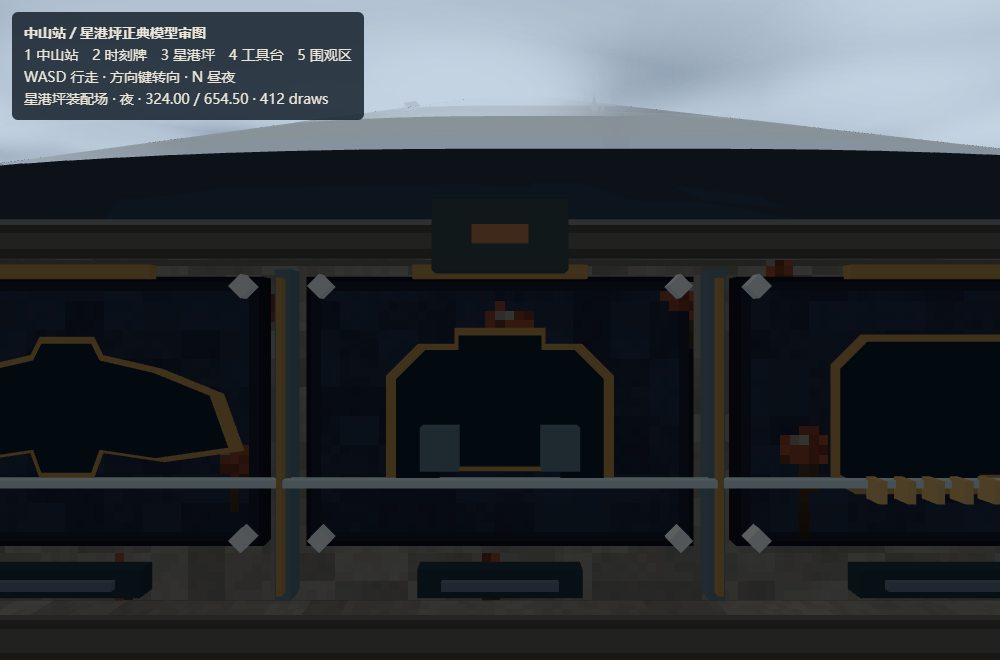 中山站 / 星港坪正典模型审图
1 中山站 2 时刻牌 3 星港坪 4 工具台 5 围观区
WASD 行走 · 方向键转向 · N 昼夜
星港坪装配场 · 夜 · 324.00 / 654.50 · 412 draws